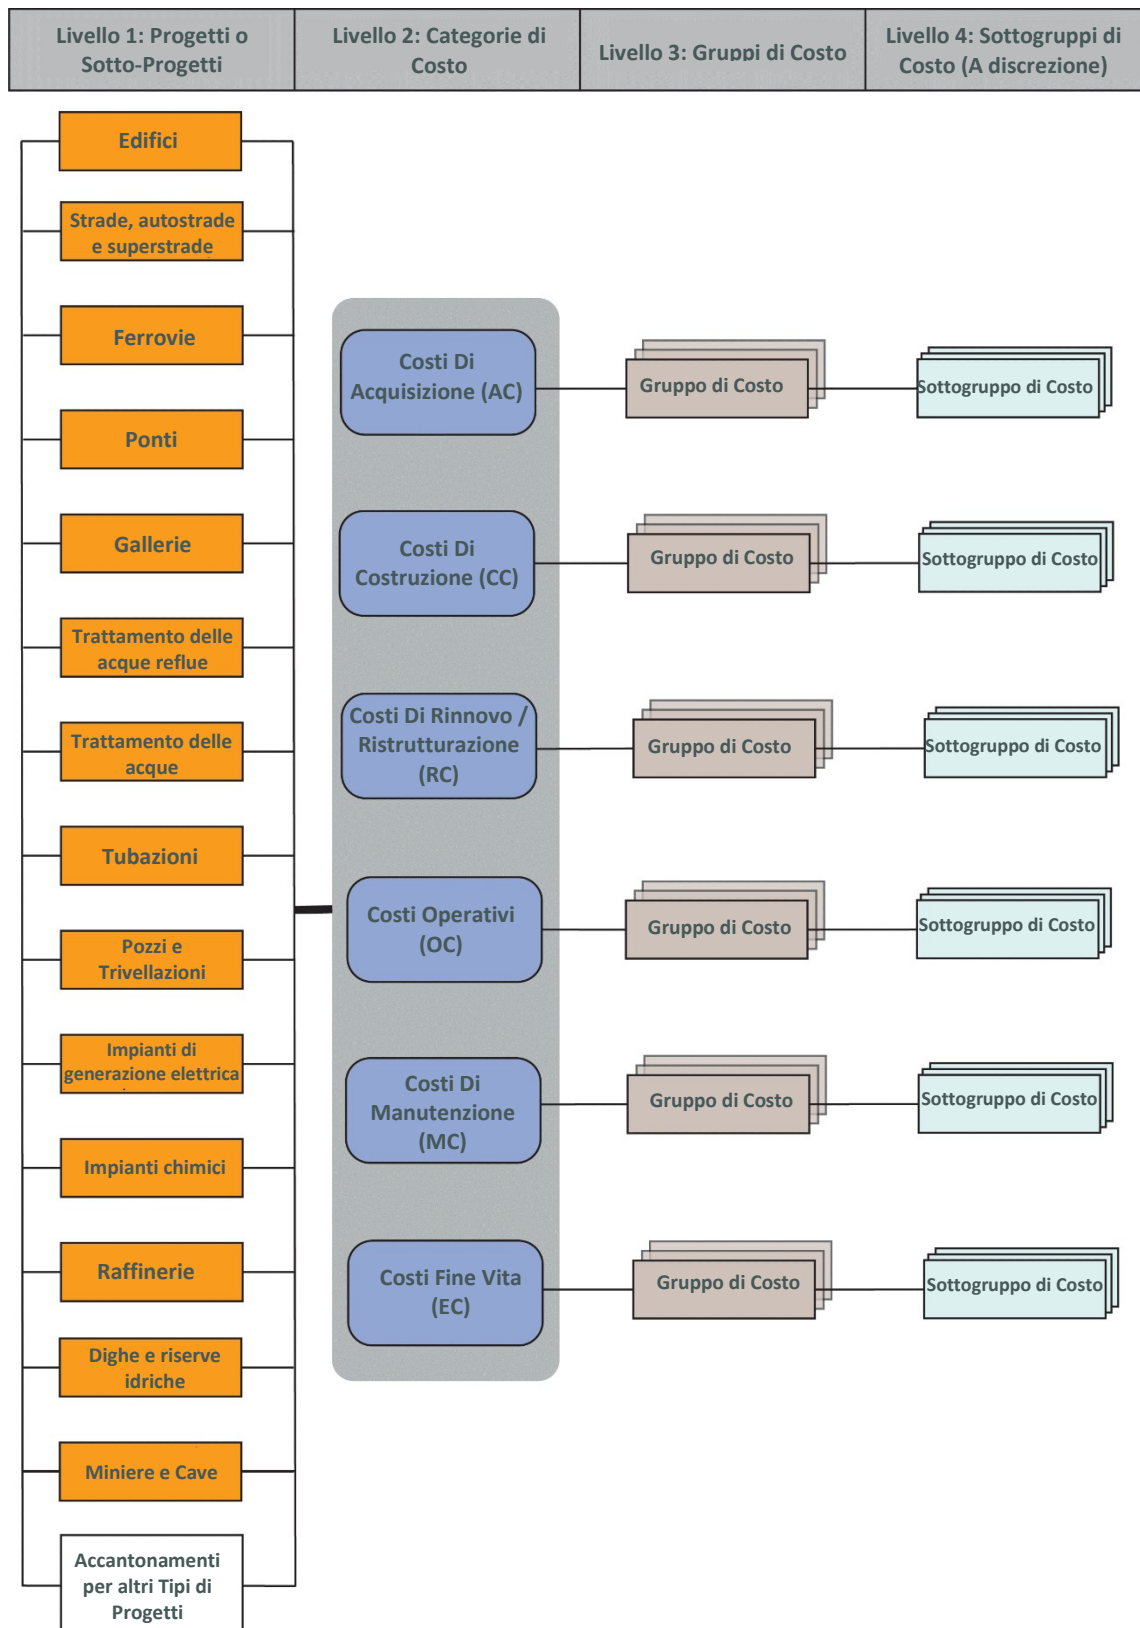 Livello 1: Progetti o
Sotto-Progetti
Livello 2: Categorie di
Costo
Livello 3: Gruppi di Costo
Livello 4: Sottogruppi di
Costo (A discrezione)
Edifici
Strade, autostrade
e superstrade
Ferrovie
Ponti
Gallerie
Trattamento delle
acque reflue
Trattamento delle
acque
Tubazioni
Pozzi e
Trivellazioni
Impianti di
generazione elettrica
Impianti chimici
Raffinerie
Dighe e riserve
idriche
Miniere e Cave
Accantonamenti
per altri Tipi di
Progetti
Costi Di
Acquisizione (AC)
Gruppo di Costo
Sottogruppo di Costo
Costi Di
Costruzione (CC)
Gruppo di Costo
Sottogruppo di Costo
Costi Di Rinnovo /
Ristrutturazione
(RC)
Gruppo di Costo
Sottogruppo di Costo
Costi Operativi
(OC)
Gruppo di Costo
Sottogruppo di Costo
Costi Di
Manutenzione
(MC)
Gruppo di Costo
Sottogruppo di Costo
Costi Fine Vita
(EC)
Gruppo di Costo
Sottogruppo di Costo